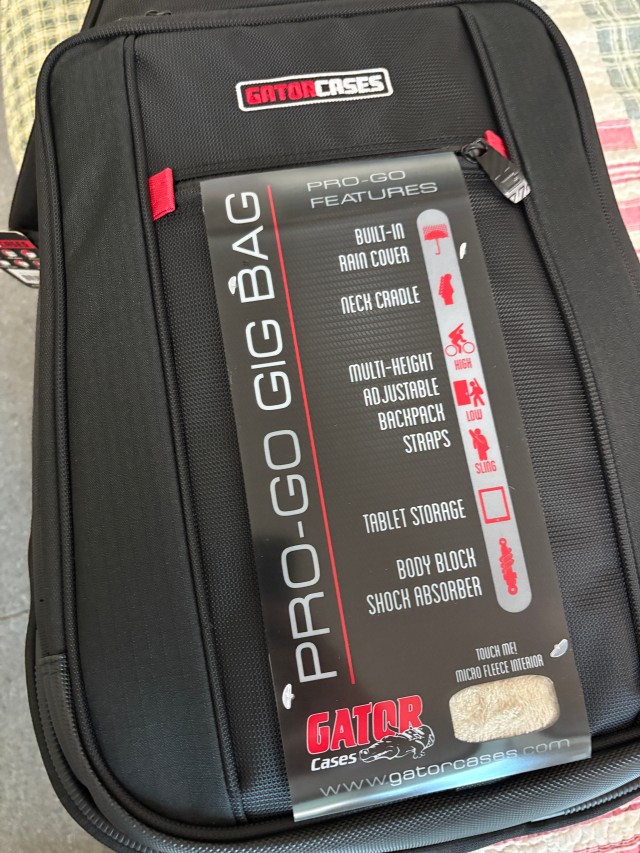 GATORCASES
PRO-GO GIG BAG
PRO-GO
FEATURES
BUILT-IN
RAIN COVER
NECK CRADLE
MULTI-HEIGHT
ADJUSTABLE
BACKPACK
STRAPS
HIGH
LOW
SLING
TABLET STORAGE
BODY BLOCK
SHOCK ABSORBER
TOUCH ME!
MICRO FLEECE INTERIOR
GATOR
Cases
www.gatorcases.com